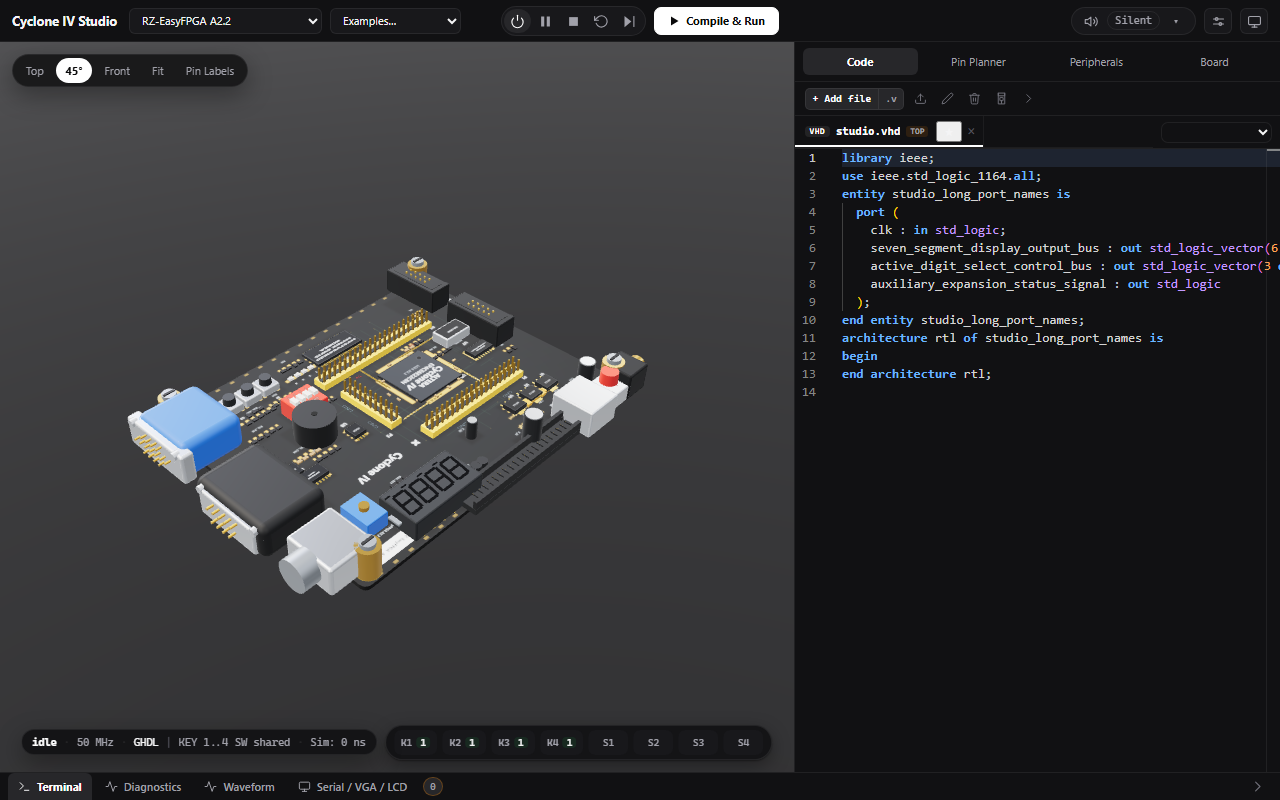 Cyclone IV Studio
RZ-EasyFPGA A2.2
Examples...
Compile & Run
Silent
Top 45° Front Fit Pin Labels
Code Pin Planner Peripherals Board
+ Add file .v
VHD studio.vhd TOP ×
1 library ieee;
2 use ieee.std_logic_1164.all;
3 entity studio_long_port_names is
4 port (
5 clk : in std_logic;
6 seven_segment_display_output_bus : out std_logic_vector(6
7 active_digit_select_control_bus : out std_logic_vector(3
8 auxiliary_expansion_status_signal : out std_logic
9 );
10 end entity studio_long_port_names;
11 architecture rtl of studio_long_port_names is
12 begin
13 end architecture rtl;
14
Cyclone IV
idle · 50 MHz · GHDL | KEY 1..4 SW shared · Sim: 0 ns
K1 1 K2 1 K3 1 K4 1 S1 S2 S3 S4
Terminal Diagnostics Waveform Serial / VGA / LCD 0